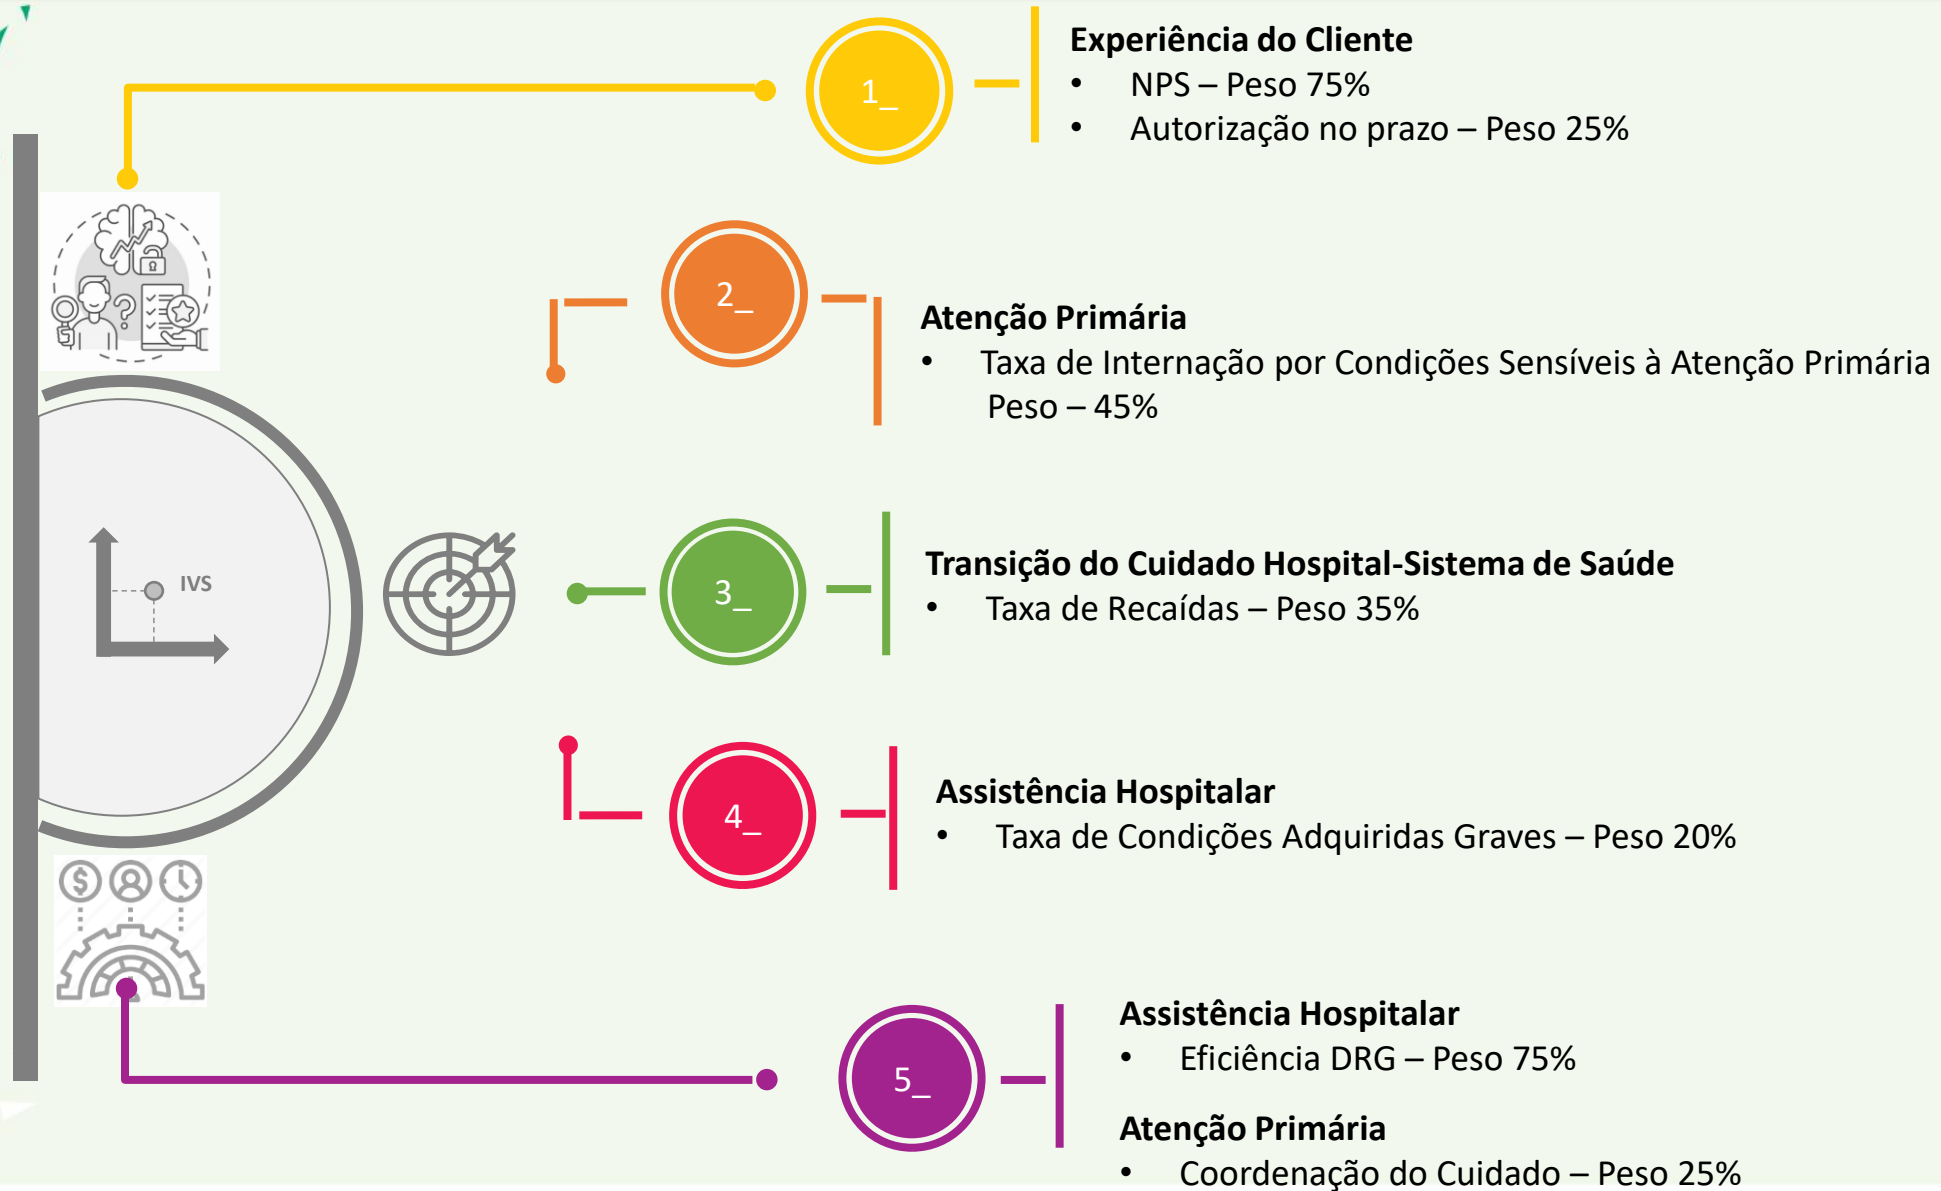 1_
Experiência do Cliente
• NPS – Peso 75%
• Autorização no prazo – Peso 25%
2_
Atenção Primária
• Taxa de Internação por Condições Sensíveis à Atenção Primária
Peso – 45%
IVS
3_
Transição do Cuidado Hospital-Sistema de Saúde
• Taxa de Recaídas – Peso 35%
4_
Assistência Hospitalar
• Taxa de Condições Adquiridas Graves – Peso 20%
5_
Assistência Hospitalar
• Eficiência DRG – Peso 75%
Atenção Primária
• Coordenação do Cuidado – Peso 25%